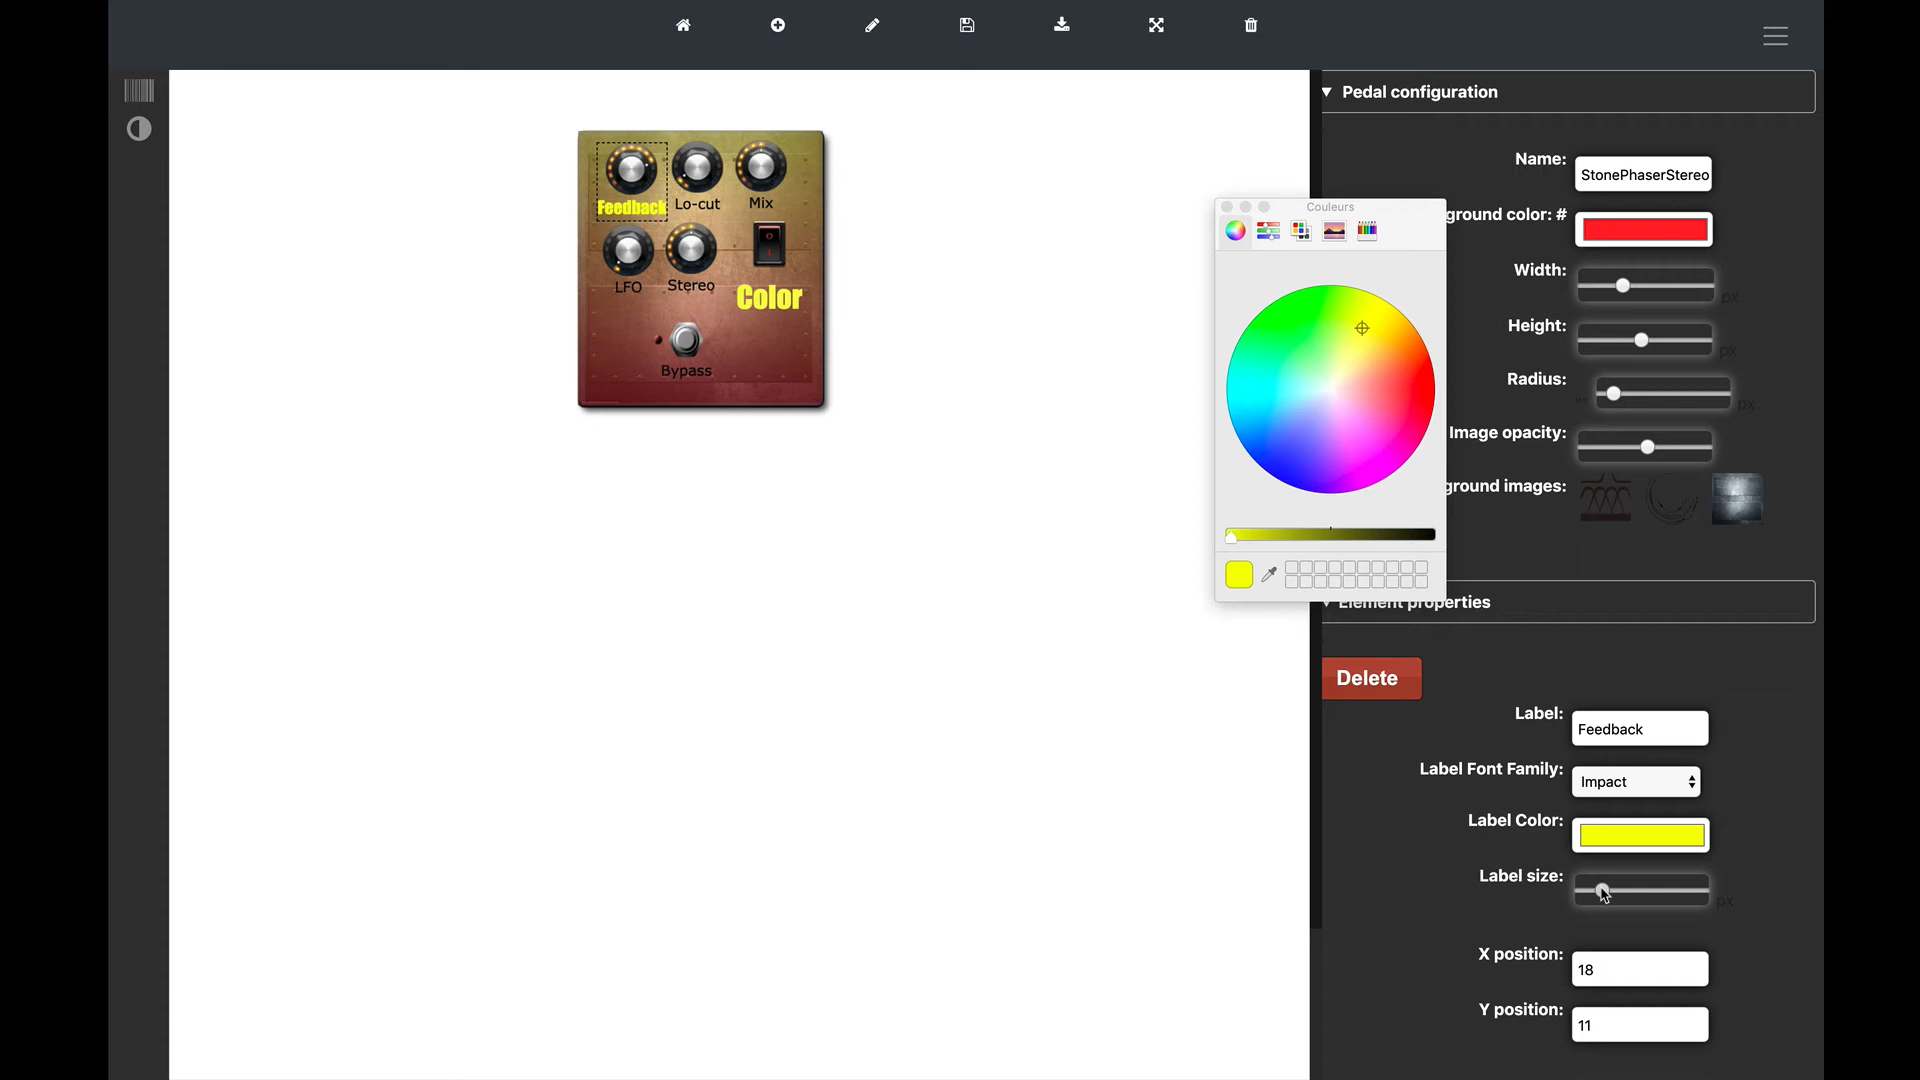 Pedal configuration
Name:
StonePhaserStereo
Couleurs
ground color: #
Width:
px
Height:
px
Radius:
px
Image opacity:
ground images:
Feedback
Lo-cut
Mix
LFO
Stereo
Color
Bypass
Element properties
Delete
Label:
Feedback
Label Font Family:
Impact
Label Color:
Label size:
px
X position:
18
Y position:
11